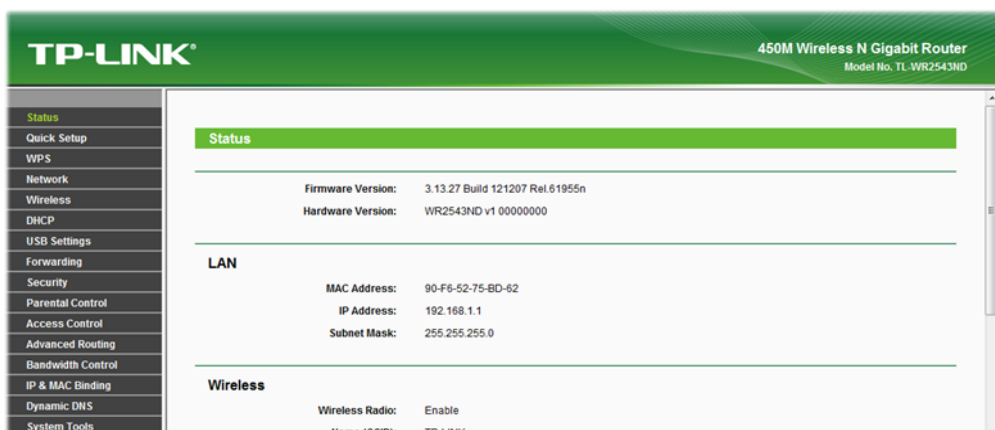 TP-LINK®
450M Wireless N Gigabit Router
Model No. TL-WR2543ND
Status
Quick Setup
WPS
Network
Wireless
DHCP
USB Settings
Forwarding
Security
Parental Control
Access Control
Advanced Routing
Bandwidth Control
IP & MAC Binding
Dynamic DNS
System Tools
Status
Firmware Version: 3.13.27 Build 121207 Rel.61955n
Hardware Version: WR2543ND v1 00000000
LAN
MAC Address: 90-F6-52-75-BD-62
IP Address: 192.168.1.1
Subnet Mask: 255.255.255.0
Wireless
Wireless Radio: Enable